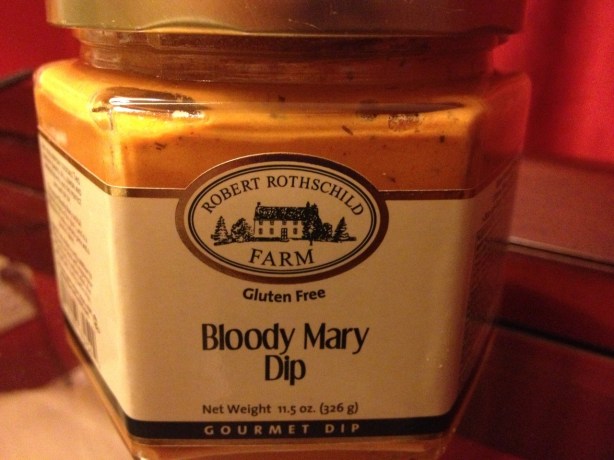 ROBERT ROTHSCHILD
FARM
Gluten Free
Bloody Mary
Dip
Net Weight 11.5 oz. (326 g)
GOURMET DIP